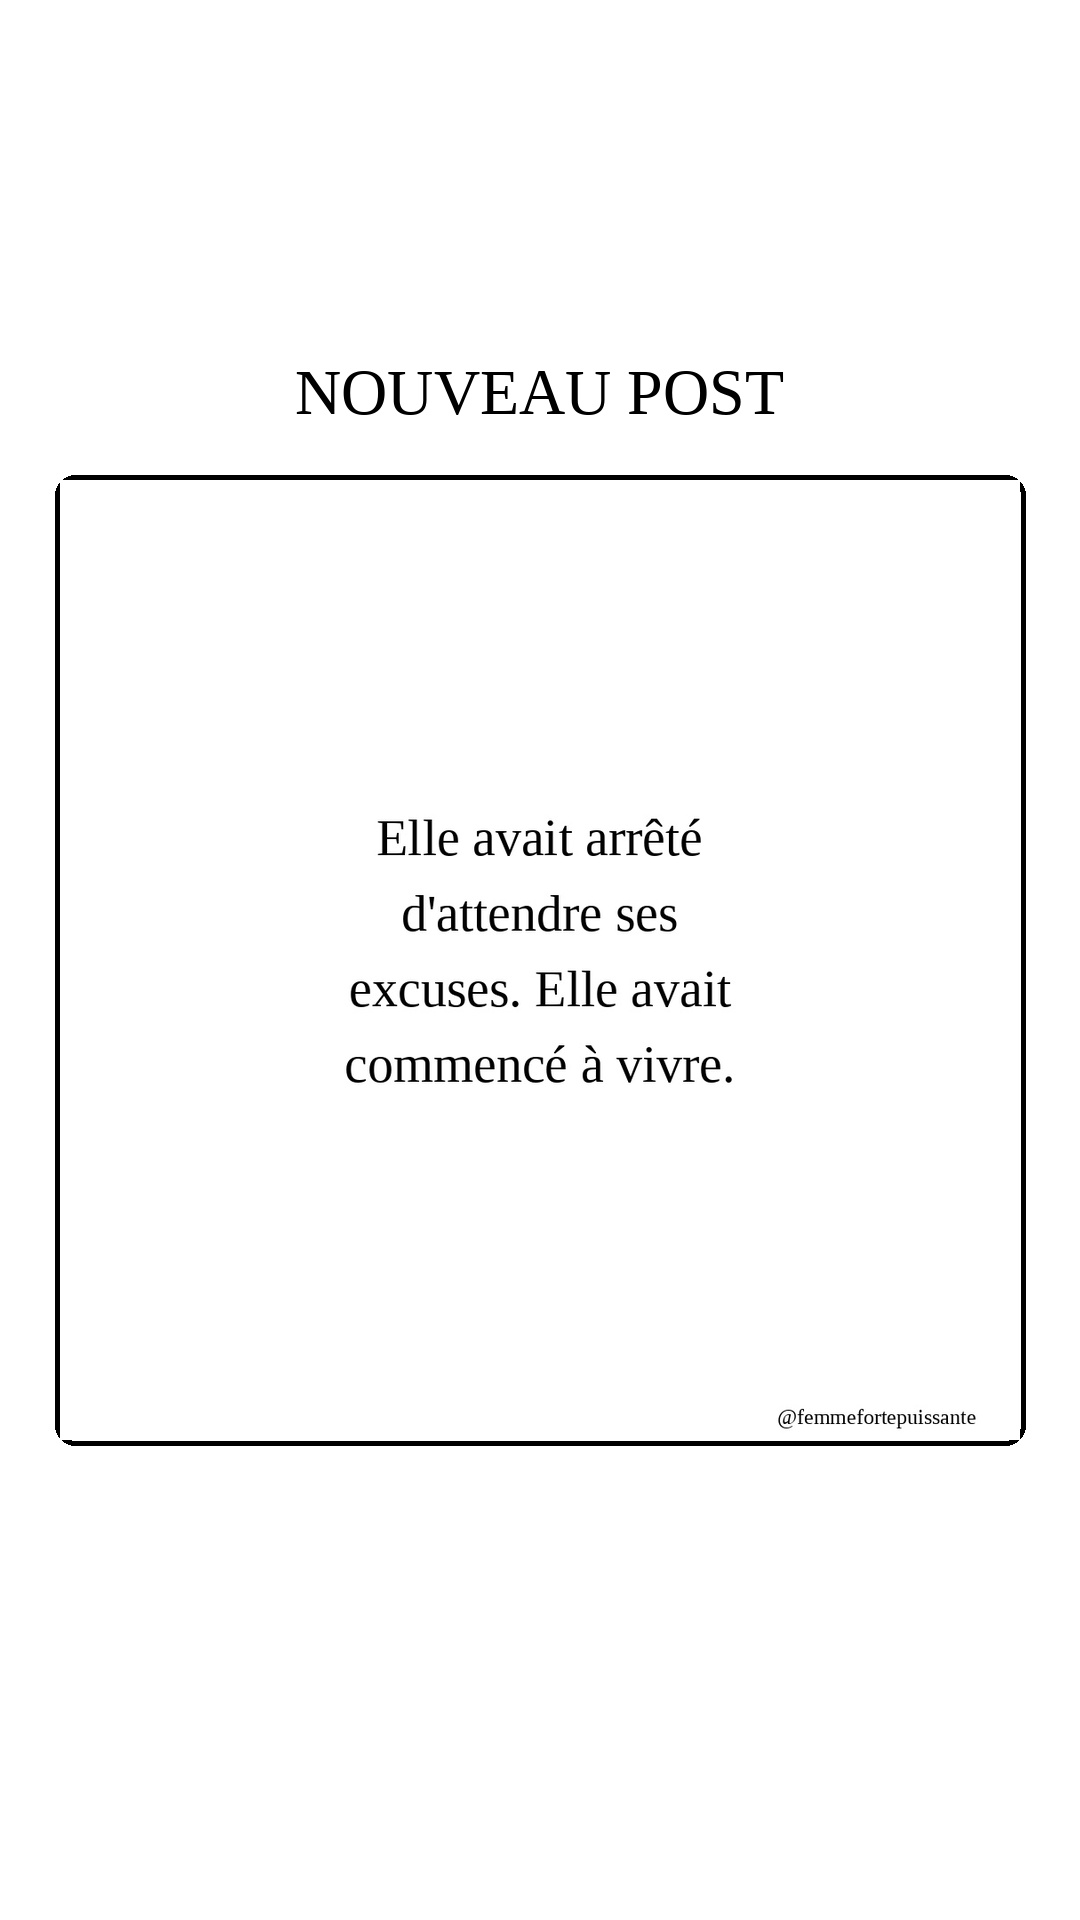 NOUVEAU POST
Elle avait arrêté
d'attendre ses
excuses. Elle avait
commencé à vivre.
@femmefortepuissante